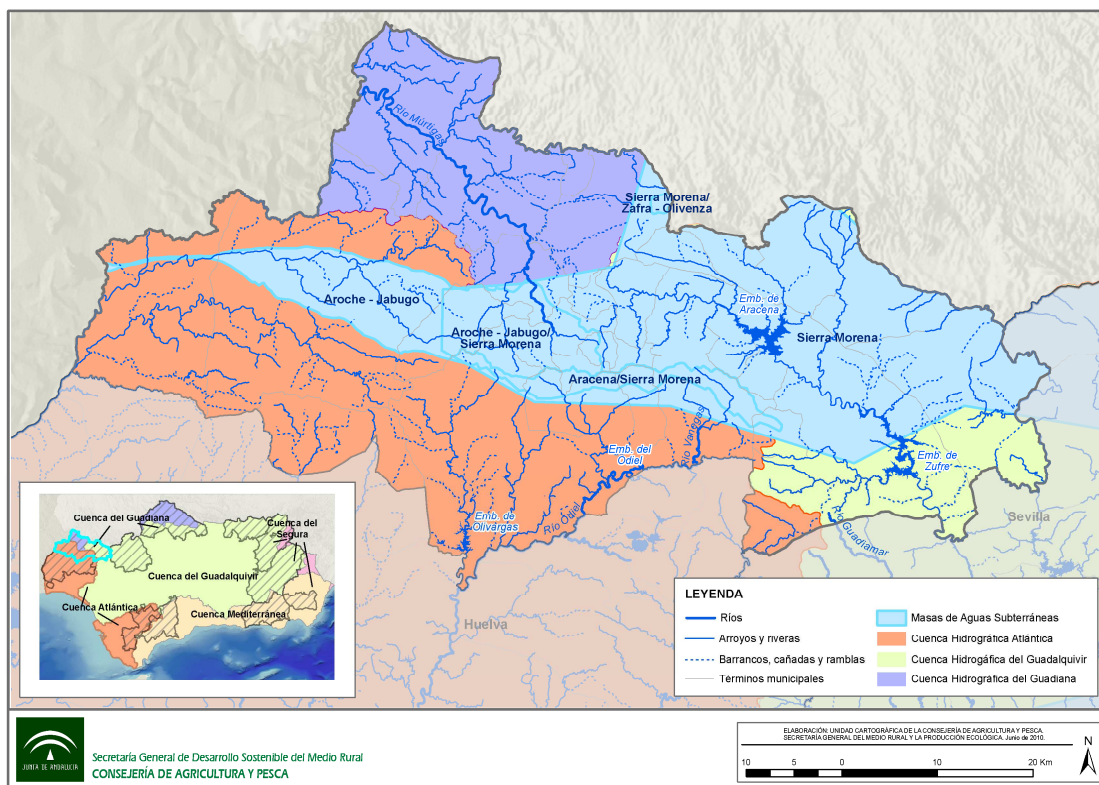 Río Múrtigas
Sierra Morena/
Zafra - Olivenza
Aroche - Jabugo
Emb. de
Aracena
Aroche - Jabugo/
Sierra Morena
Sierra Morena
Aracena/Sierra Morena
Río Vanegas
Emb. del
Odiel
Emb. de
Zufre
Emb. de
Olivargas
Río Odiel
Río Guadiamar
Sevilla
Huelva
Cuenca del Guadiana
Cuenca del
Segura
Cuenca del Guadalquivir
Cuenca Atlántica
Cuenca Mediterránea
LEYENDA
Ríos
Arroyos y riveras
Barrancos, cañadas y ramblas
Términos municipales
Masas de Aguas Subterráneas
Cuenca Hidrográfica Atlántica
Cuenca Hidrogáfica del Guadalquivir
Cuenca Hidrográfica del Guadiana
JUNTA DE ANDALUCIA
Secretaría General de Desarrollo Sostenible del Medio Rural
CONSEJERÍA DE AGRICULTURA Y PESCA
ELABORACIÓN: UNIDAD CARTOGRÁFICA DE LA CONSEJERÍA DE AGRICULTURA Y PESCA.
SECRETARÍA GENERAL DEL MEDIO RURAL Y LA PRODUCCIÓN ECOLÓGICA. Junio de 2010.
10 5 0 10 20 Km
N